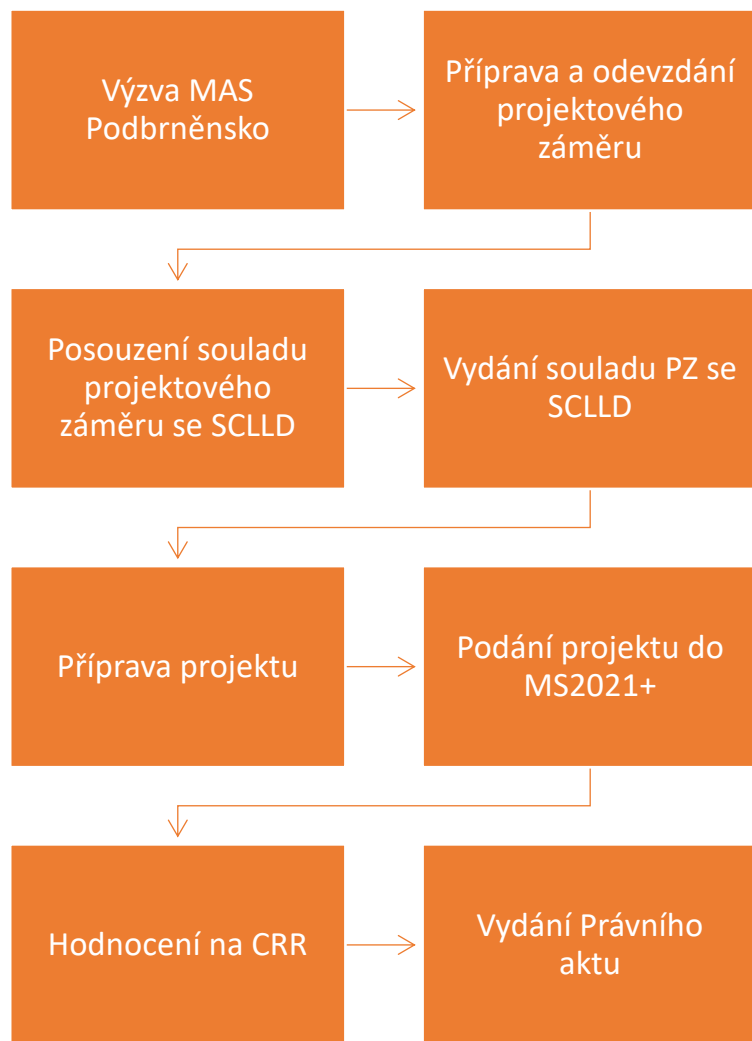 Výzva MAS
Podbrněnsko
Příprava a odevzdání
projektového
záměru
Posouzení souladu
projektového
záměru se SCLLD
Vydání souladu PZ se
SCLLD
Příprava projektu
Podání projektu do
MS2021+
Hodnocení na CRR
Vydání Právního
aktu